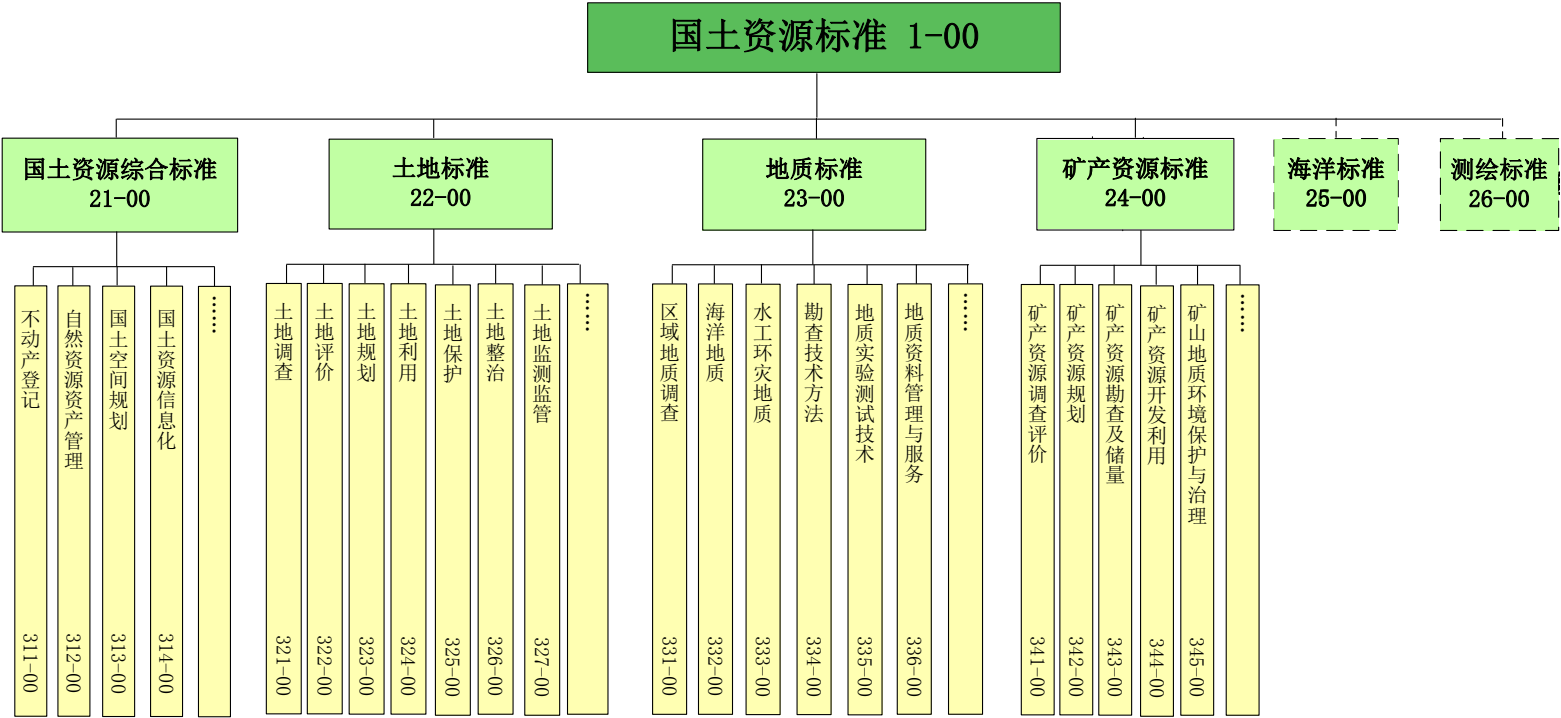 国土资源标准 1-00
国土资源综合标准
21-00
土地标准
22-00
地质标准
23-00
矿产资源标准
24-00
海洋标准
25-00
测绘标准
26-00
不动产登记 311-00
自然资源资产管理 312-00
国土空间规划 313-00
国土资源信息化 314-00
……
土地调查 321-00
土地评价 322-00
土地规划 323-00
土地利用 324-00
土地保护 325-00
土地整治 326-00
土地监测监管 327-00
……
区域地质调查 331-00
海洋地质 332-00
水工环灾地质 333-00
勘查技术方法 334-00
地质实验测试技术 335-00
地质资料管理与服务 336-00
……
矿产资源调查评价 341-00
矿产资源规划 342-00
矿产资源勘查及储量 343-00
矿产资源开发利用 344-00
矿山地质环境保护与治理 345-00
……